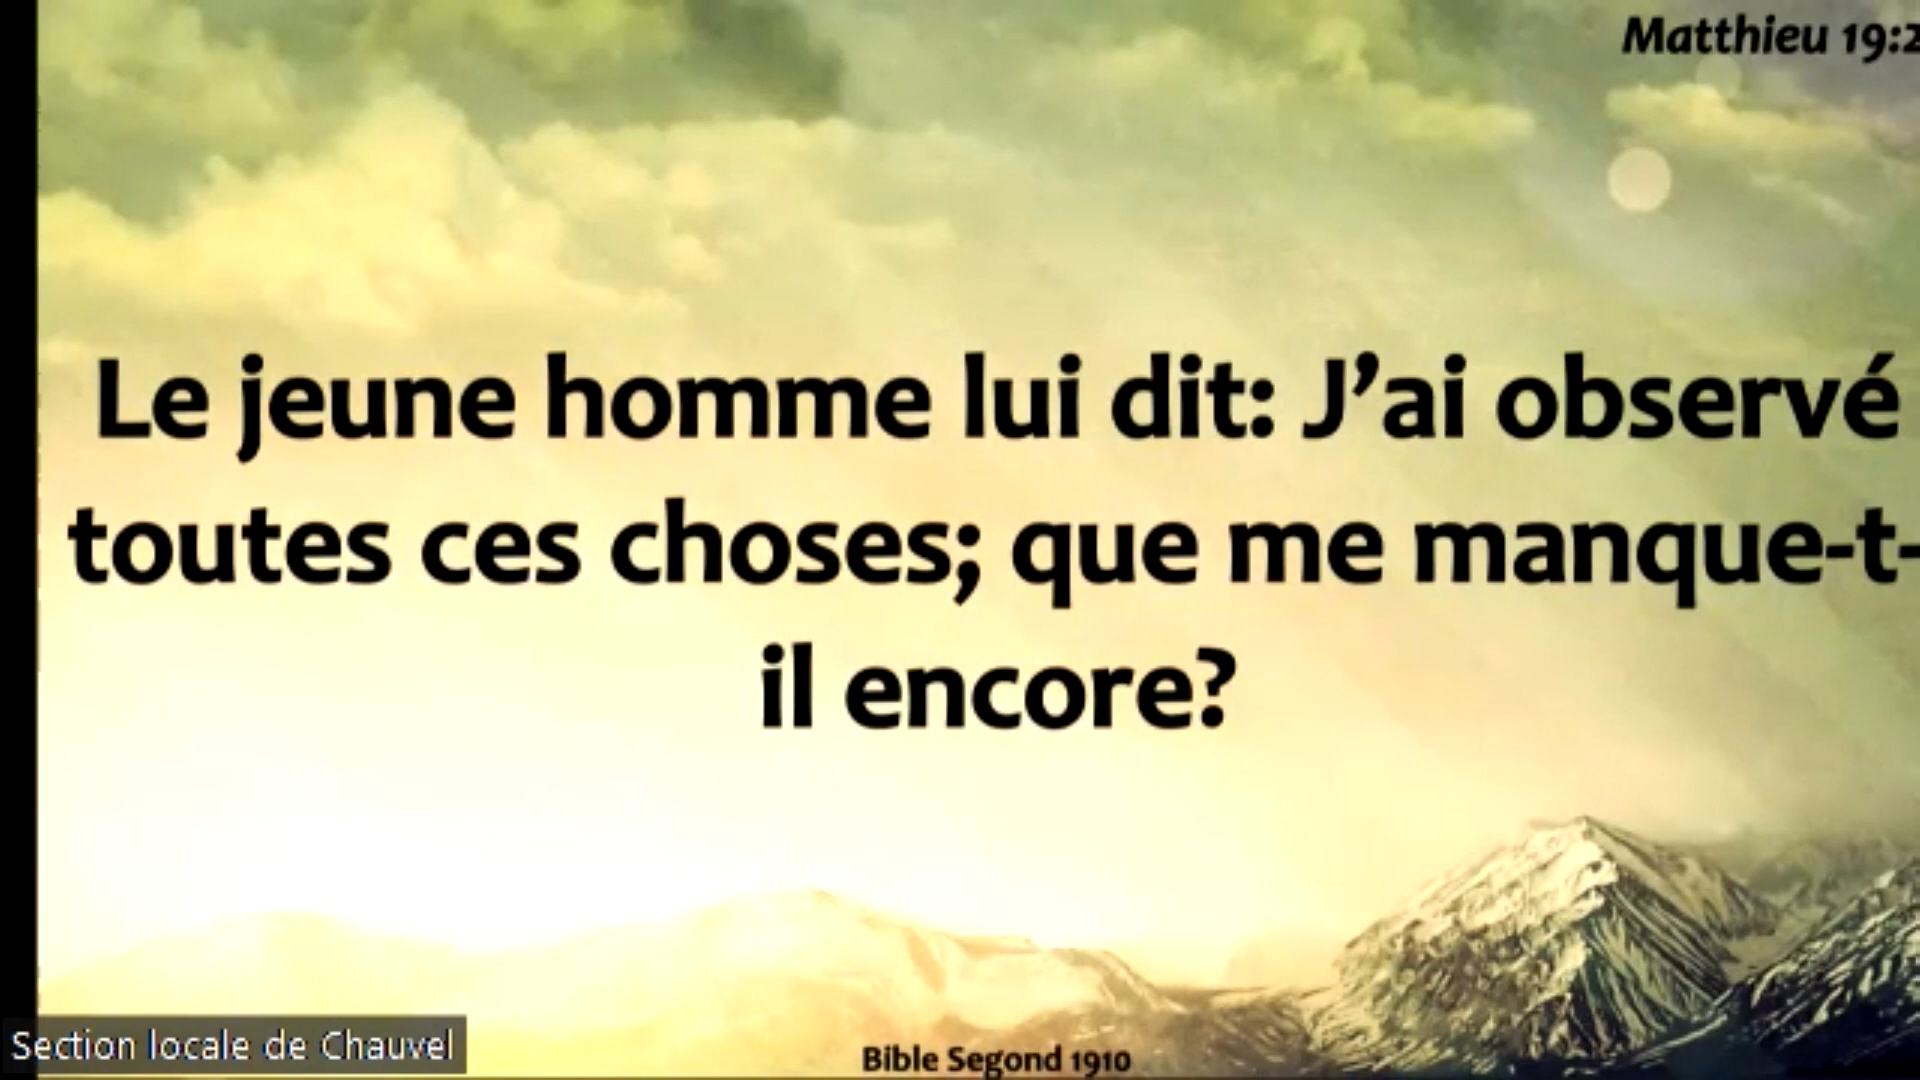 Matthieu 19:2
Le jeune homme lui dit: J’ai observé
toutes ces choses; que me manque-t-
il encore?
Section locale de Chauvel
Bible Segond 1910